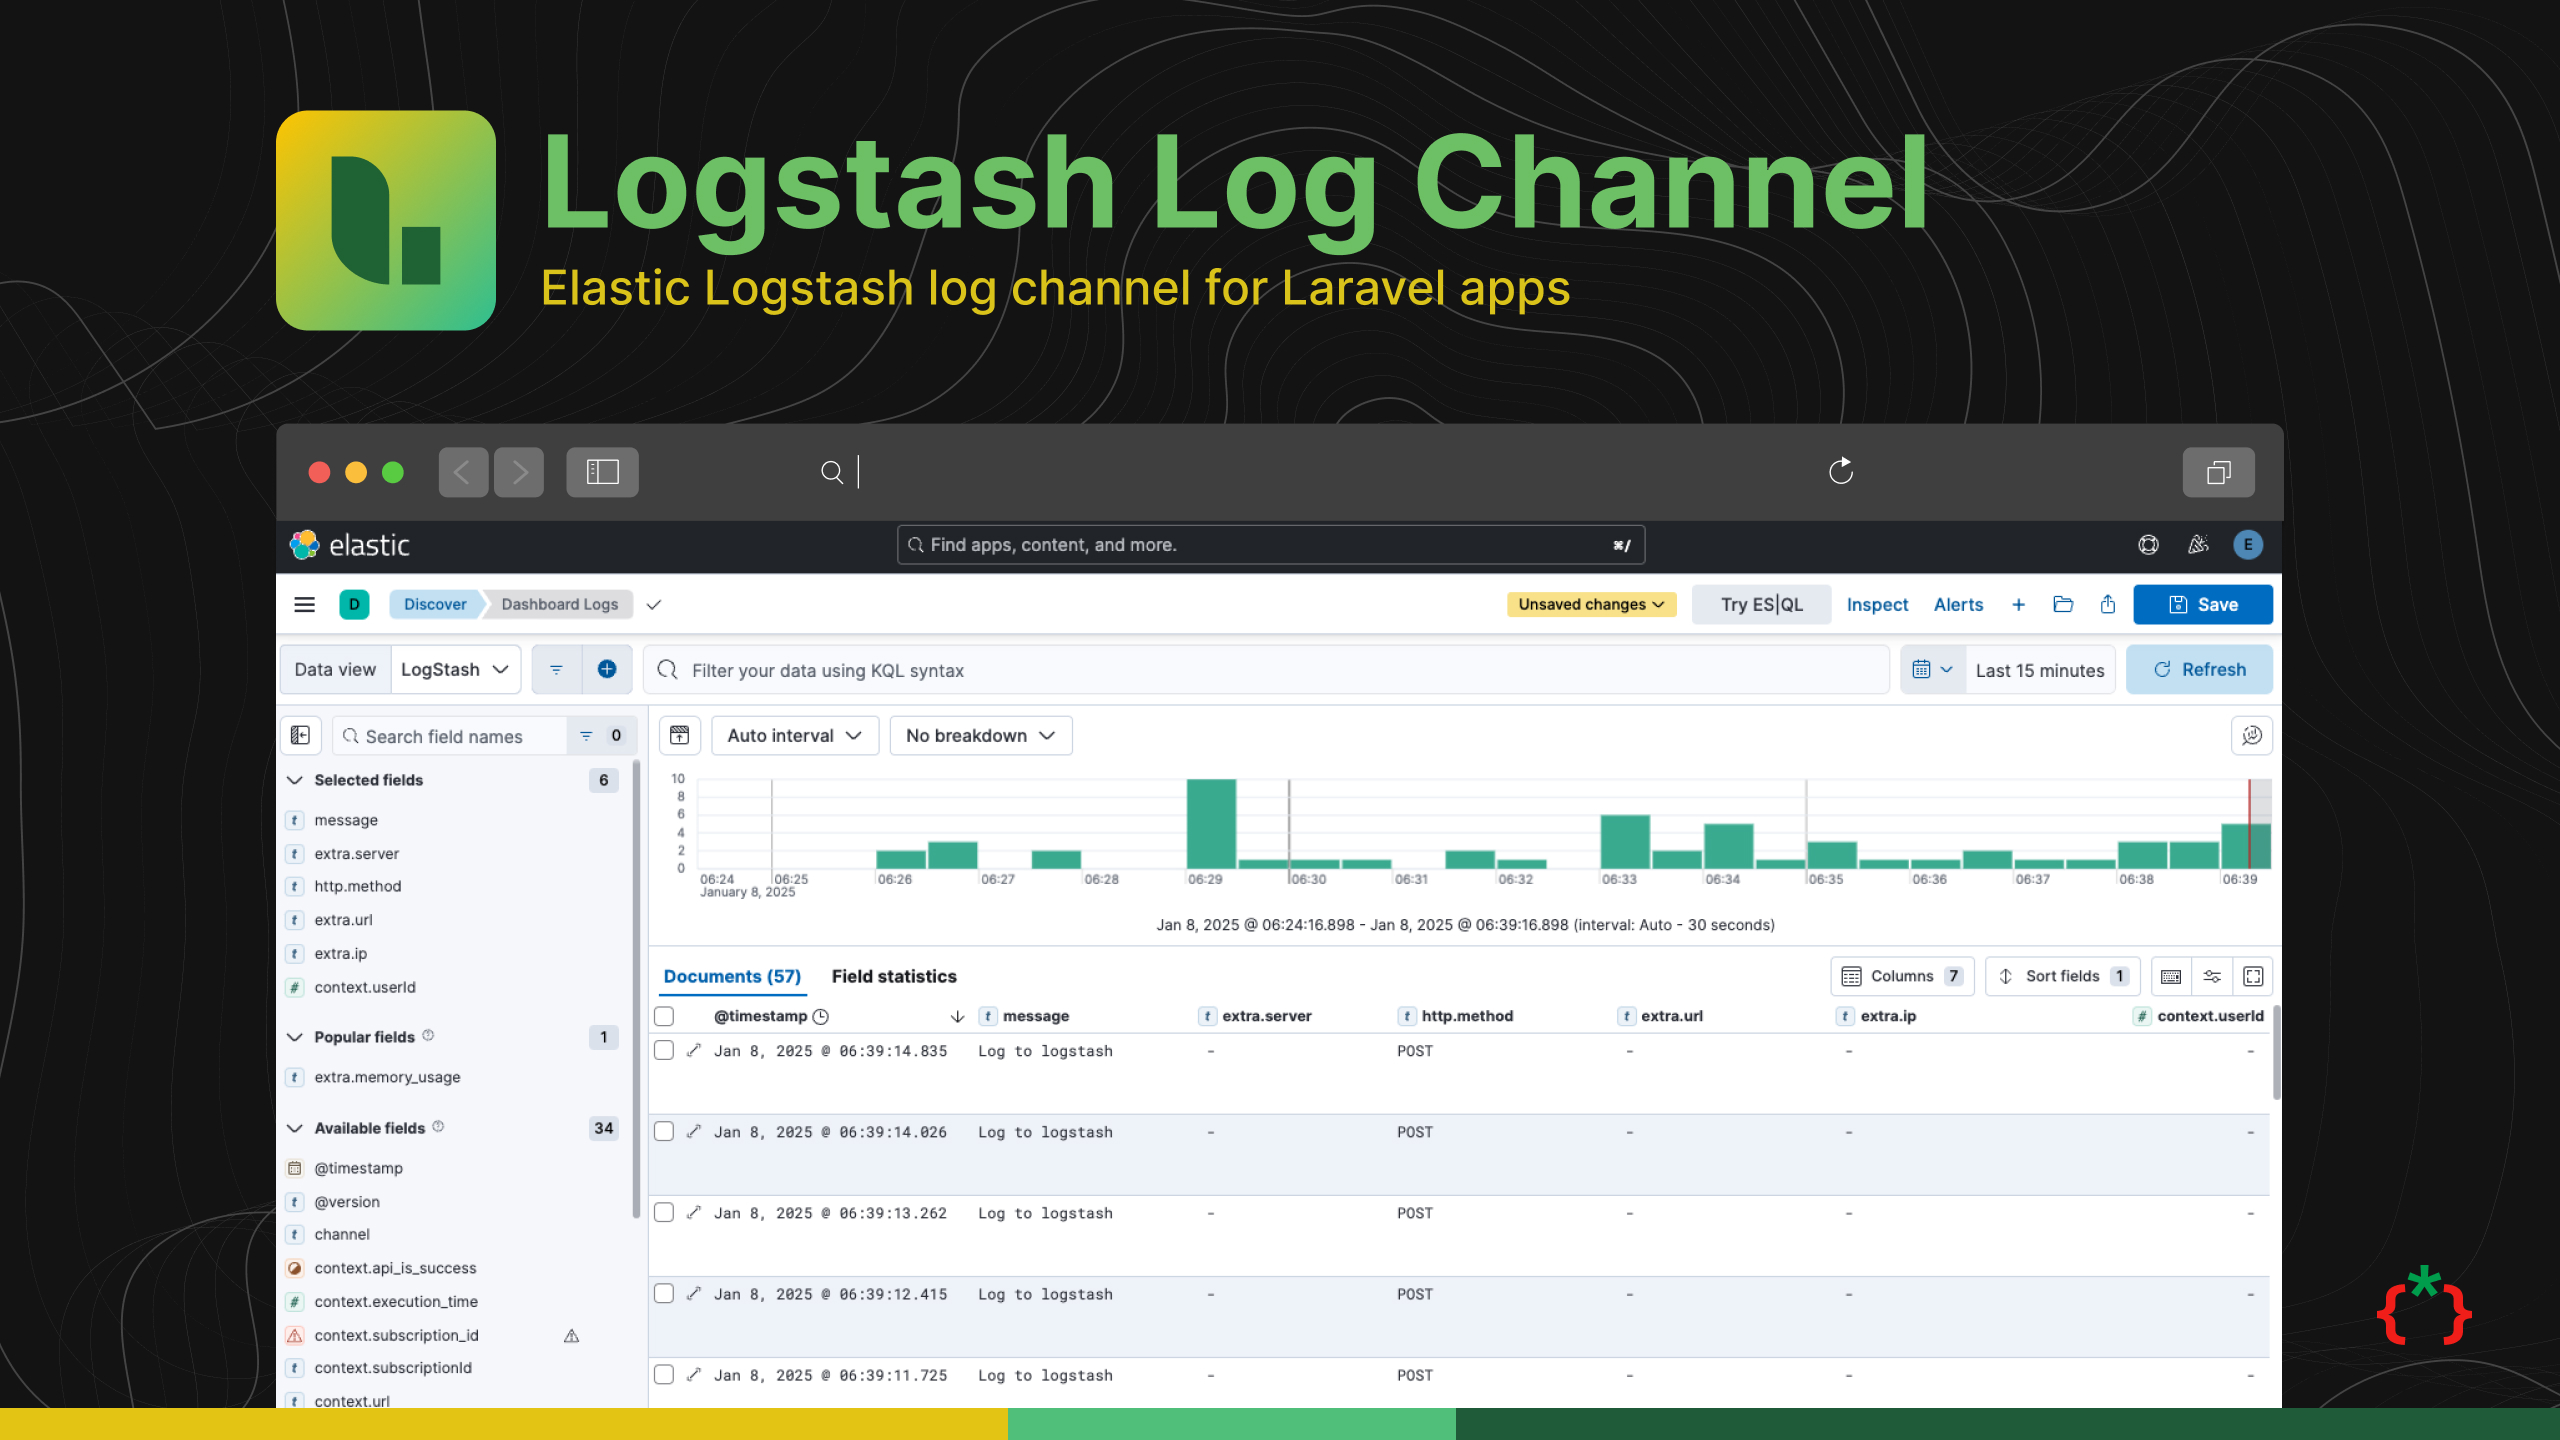 Logstash Log Channel
Elastic Logstash log channel for Laravel apps
elastic
Find apps, content, and more.
⌘/
E
D
Discover
Dashboard Logs
Unsaved changes
Try ES|QL
Inspect
Alerts
Save
Data view
LogStash
Filter your data using KQL syntax
Last 15 minutes
Refresh
Search field names
0
Auto interval
No breakdown
Selected fields
6
t message
t extra.server
t http.method
t extra.url
t extra.ip
# context.userId
Popular fields
1
t extra.memory_usage
Available fields
34
@timestamp
t @version
t channel
context.api_is_success
# context.execution_time
context.subscription_id
t context.subscriptionId
t context.url
10
8
6
4
2
0
06:24 06:25 06:26 06:27 06:28 06:29 06:30 06:31 06:32 06:33 06:34 06:35 06:36 06:37 06:38 06:39
January 8, 2025
Jan 8, 2025 @ 06:24:16.898 - Jan 8, 2025 @ 06:39:16.898 (interval: Auto - 30 seconds)
Documents (57)
Field statistics
Columns 7
Sort fields 1
@timestamp t message t extra.server t http.method t extra.url t extra.ip # context.userId
Jan 8, 2025 @ 06:39:14.835 Log to logstash - POST - - -
Jan 8, 2025 @ 06:39:14.026 Log to logstash - POST - - -
Jan 8, 2025 @ 06:39:13.262 Log to logstash - POST - - -
Jan 8, 2025 @ 06:39:12.415 Log to logstash - POST - - -
Jan 8, 2025 @ 06:39:11.725 Log to logstash - POST - - -
{*}